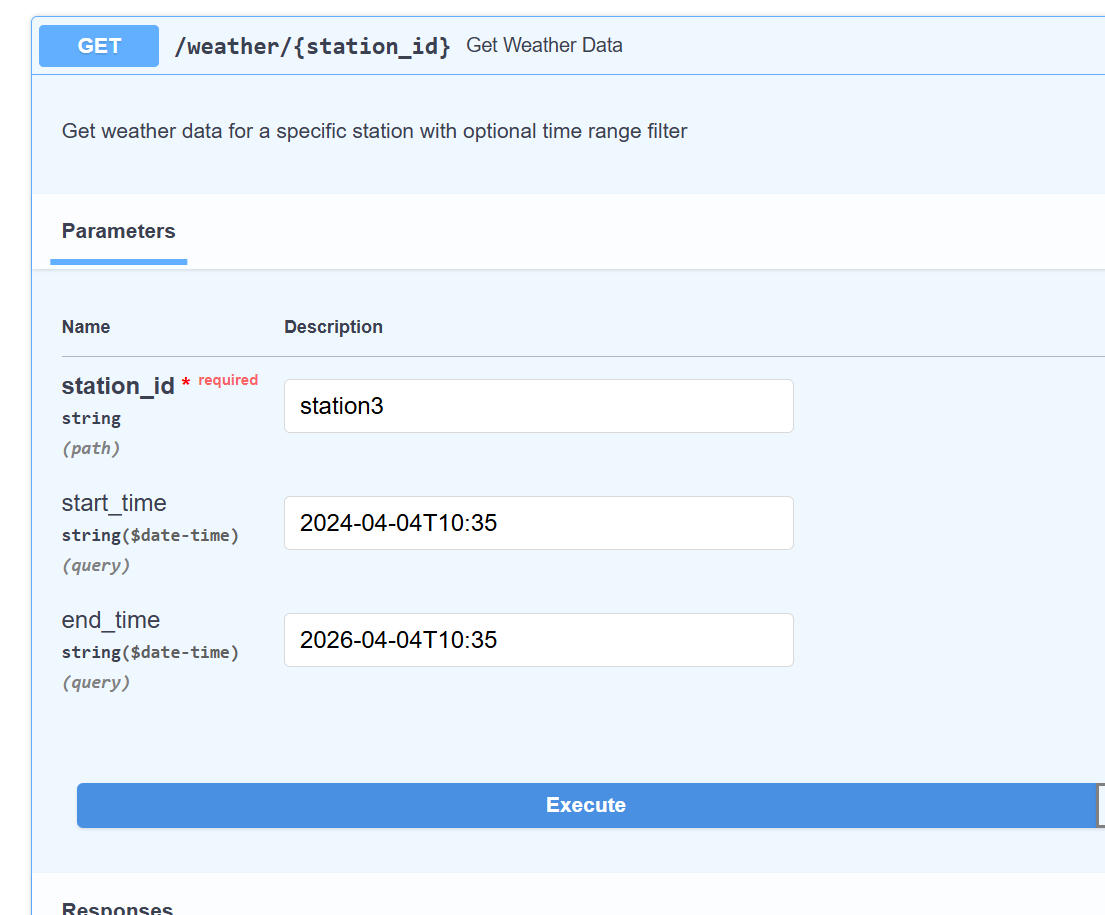 GET /weather/{station_id} Get Weather Data
Get weather data for a specific station with optional time range filter
Parameters
Name Description
station_id * required
string
(path)
station3
start_time
string($date-time)
(query)
2024-04-04T10:35
end_time
string($date-time)
(query)
2026-04-04T10:35
Execute
Responses